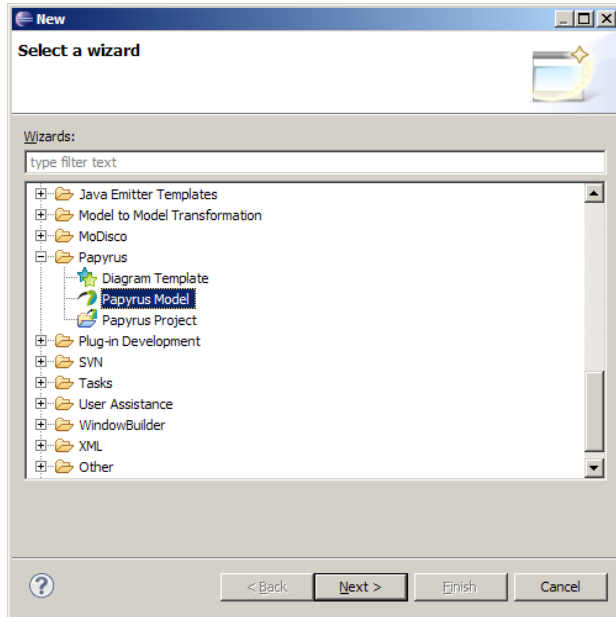 New
Select a wizard
Wizards:
type filter text
Java Emitter Templates
Model to Model Transformation
MoDisco
Papyrus
Diagram Template
Papyrus Model
Papyrus Project
Plug-in Development
SVN
Tasks
User Assistance
WindowBuilder
XML
Other
? < Back Next > Finish Cancel